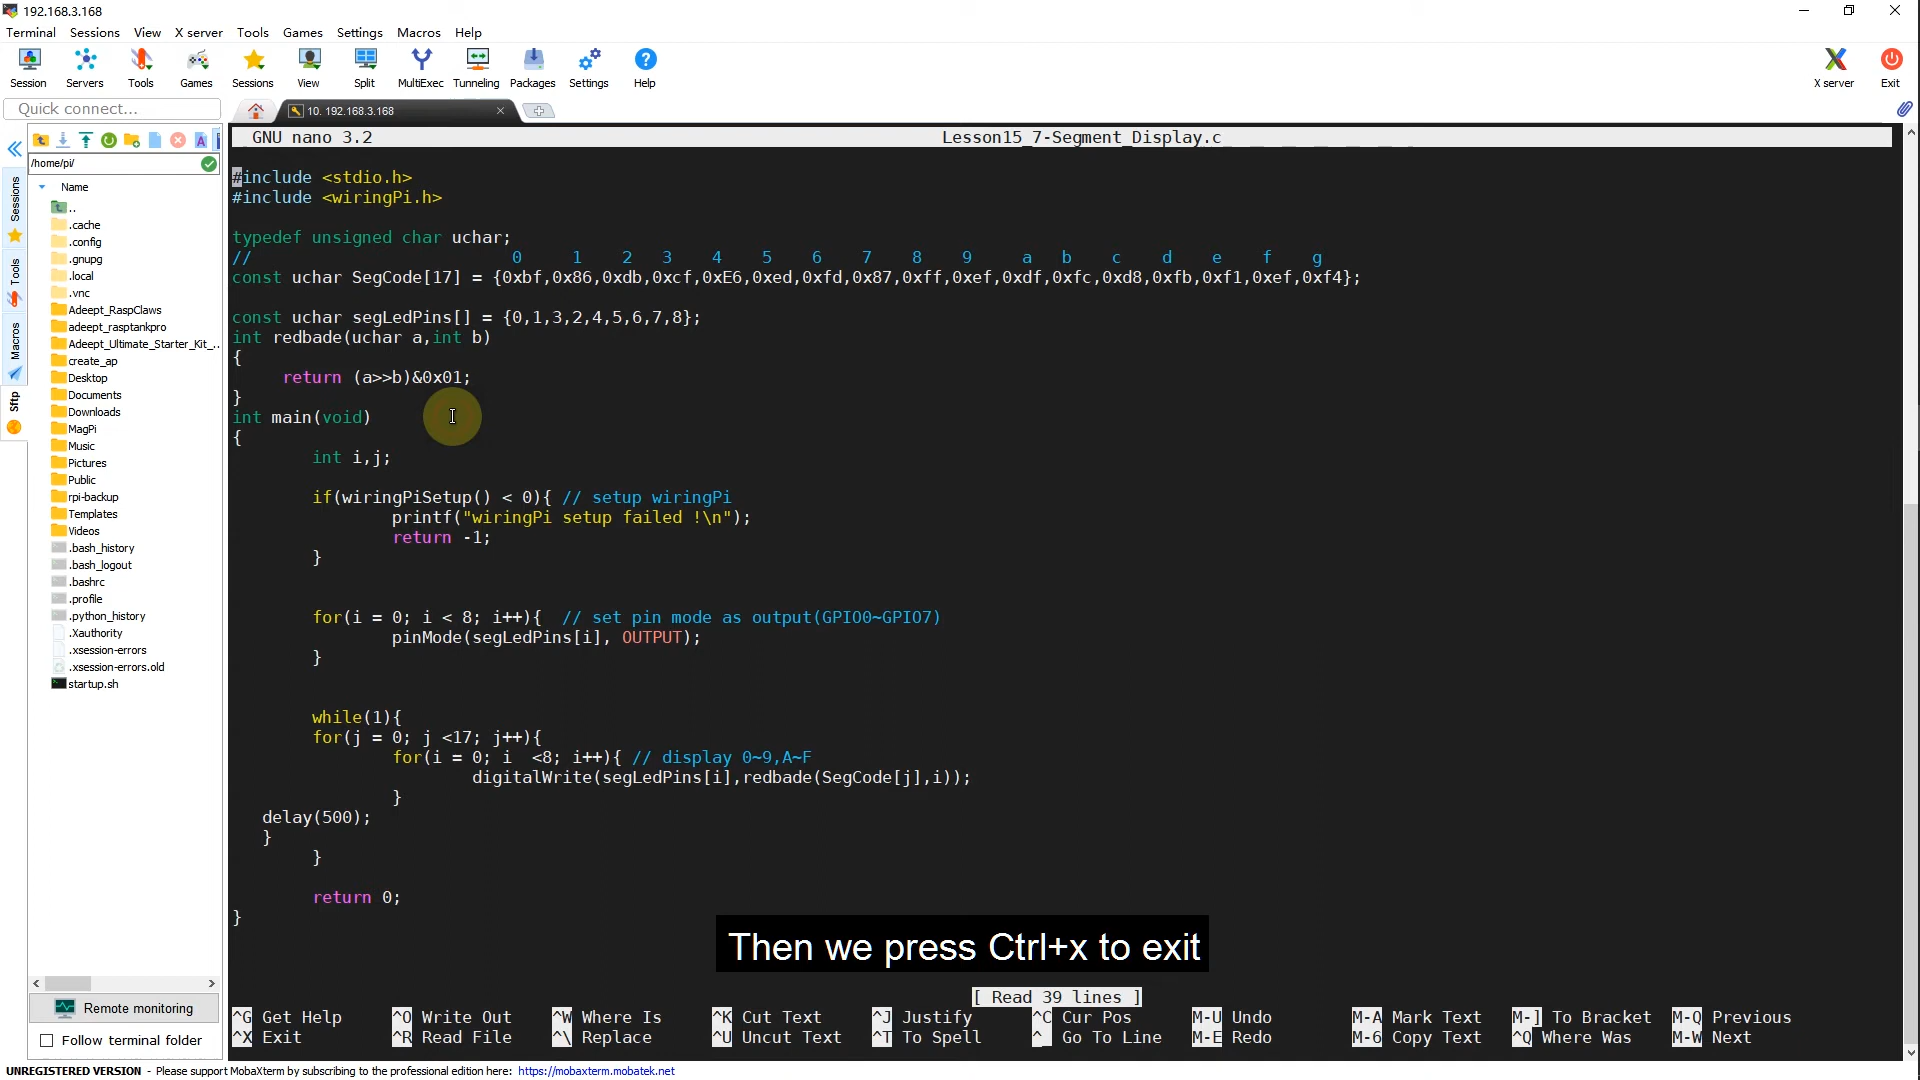 192.168.3.168
Terminal Sessions View X server Tools Games Settings Macros Help
Session Servers Tools Games Sessions View Split MultiExec Tunneling Packages Settings Help X server Exit
Quick connect...
10. 192.168.3.168
/home/pi/
Name
..
.cache
.config
.gnupg
.local
.vnc
Adeept_RaspClaws
adeept_rasptankpro
Adeept_Ultimate_Starter_Kit_...
create_ap
Desktop
Documents
Downloads
MagPi
Music
Pictures
Public
rpi-backup
Templates
Videos
.bash_history
.bash_logout
.bashrc
.profile
.python_history
.Xauthority
.xsession-errors
.xsession-errors.old
startup.sh
Sessions
Tools
Macros
Sftp
Remote monitoring
Follow terminal folder
GNU nano 3.2 Lesson15_7-Segment_Display.c
#include <stdio.h>
#include <wiringPi.h>
typedef unsigned char uchar;
// 0 1 2 3 4 5 6 7 8 9 a b c d e f g
const uchar SegCode[17] = {0xbf,0x86,0xdb,0xcf,0xE6,0xed,0xfd,0x87,0xff,0xef,0xdf,0xfc,0xd8,0xfb,0xf1,0xef,0xf4};
const uchar segLedPins[] = {0,1,3,2,4,5,6,7,8};
int redbade(uchar a,int b)
{
return (a>>b)&0x01;
}
int main(void)
{
int i,j;
if(wiringPiSetup() < 0){ // setup wiringPi
printf("wiringPi setup failed !\n");
return -1;
}
for(i = 0; i < 8; i++){ // set pin mode as output(GPIO0~GPIO7)
pinMode(segLedPins[i], OUTPUT);
}
while(1){
for(j = 0; j <17; j++){
for(i = 0; i <8; i++){ // display 0~9,A~F
digitalWrite(segLedPins[i],redbade(SegCode[j],i));
}
delay(500);
}
}
return 0;
}
Then we press Ctrl+x to exit
[ Read 39 lines ]
^G Get Help ^O Write Out ^W Where Is ^K Cut Text ^J Justify ^C Cur Pos M-U Undo M-A Mark Text M-] To Bracket M-Q Previous
^X Exit ^R Read File ^\ Replace ^U Uncut Text ^T To Spell ^_ Go To Line M-E Redo M-6 Copy Text ^Q Where Was M-W Next
UNREGISTERED VERSION - Please support MobaXterm by subscribing to the professional edition here: https://mobaxterm.mobatek.net